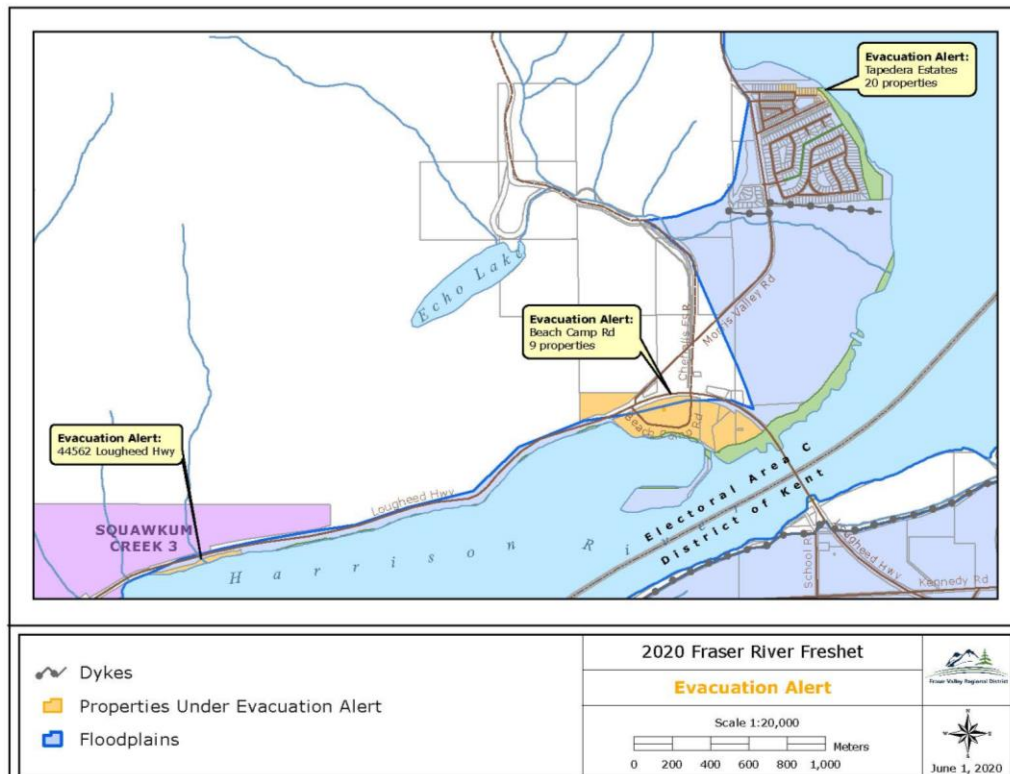 Evacuation Alert:
Tapedera Estates
20 properties
Echo Lake
Evacuation Alert:
Beach Camp Rd
9 properties
Chehalis FSR
Morris Valley Rd
Beach Camp Rd
Evacuation Alert:
44562 Lougheed Hwy
Lougheed Hwy
SQUAWKUM
CREEK 3
Harrison River
Electoral Area C
District of Kent
School R
Lougheed Hwy
Kennedy Rd
Dykes
Properties Under Evacuation Alert
Floodplains
2020 Fraser River Freshet
Evacuation Alert
Scale 1:20,000
Meters
0 200 400 600 800 1,000
Fraser Valley Regional District
June 1, 2020